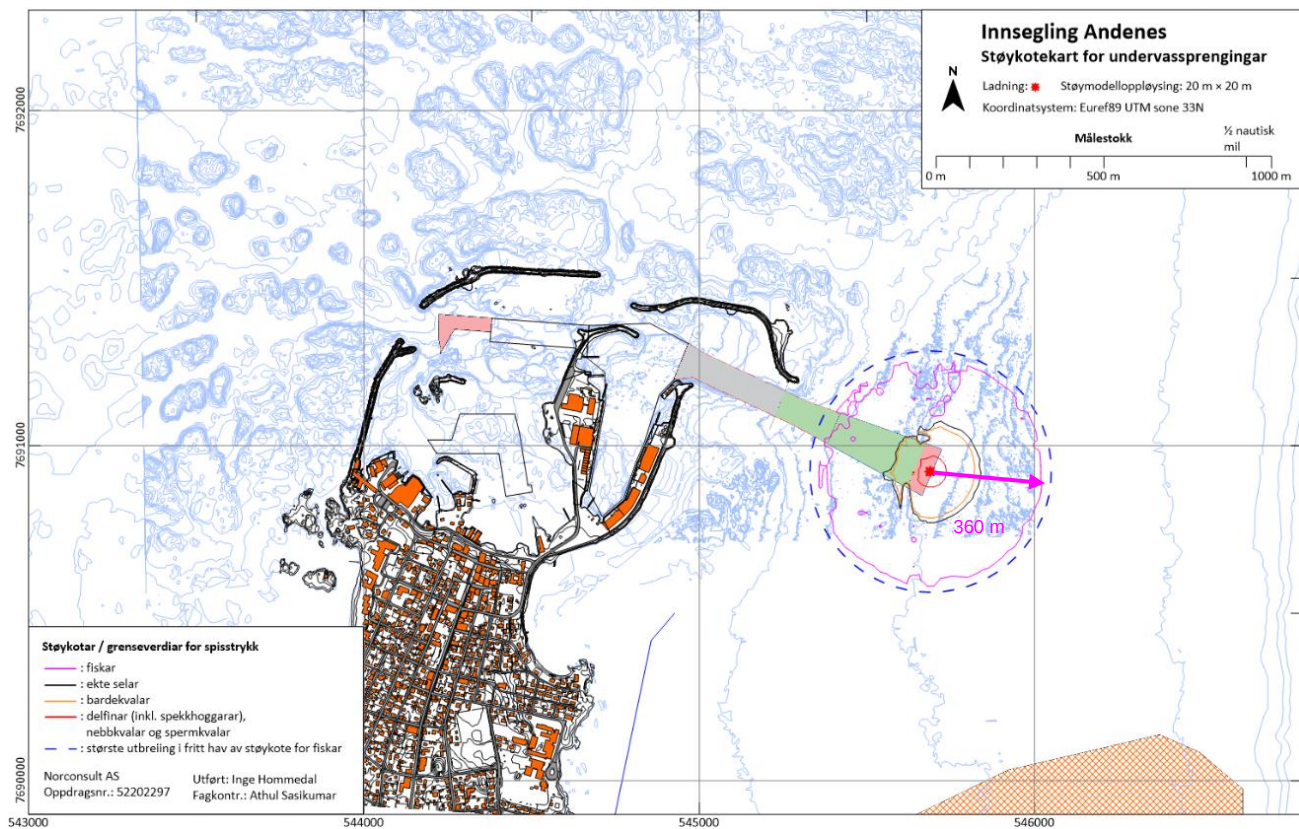 Innsegling Andenes
Støykotekart for undervassprengingar
N
Ladning: Støymodelloppløysing: 20 m × 20 m
Koordinatsystem: Euref89 UTM sone 33N
Målestokk
½ nautisk
mil
0 m 500 m 1000 m
7692000
7691000
7690000
360 m
Støykotar / grenseverdiar for spisstrykk
: fiskar
: ekte selar
: bardekvalar
: delfinar (inkl. spekkhoggarar),
nebbkvalar og spermkvalar
: største utbreiing i fritt hav av støykote for fiskar
Norconsult AS
Oppdragsnr.: 52202297
Utført: Inge Hommedal
Fagkontr.: Athul Sasikumar
543000 544000 545000 546000